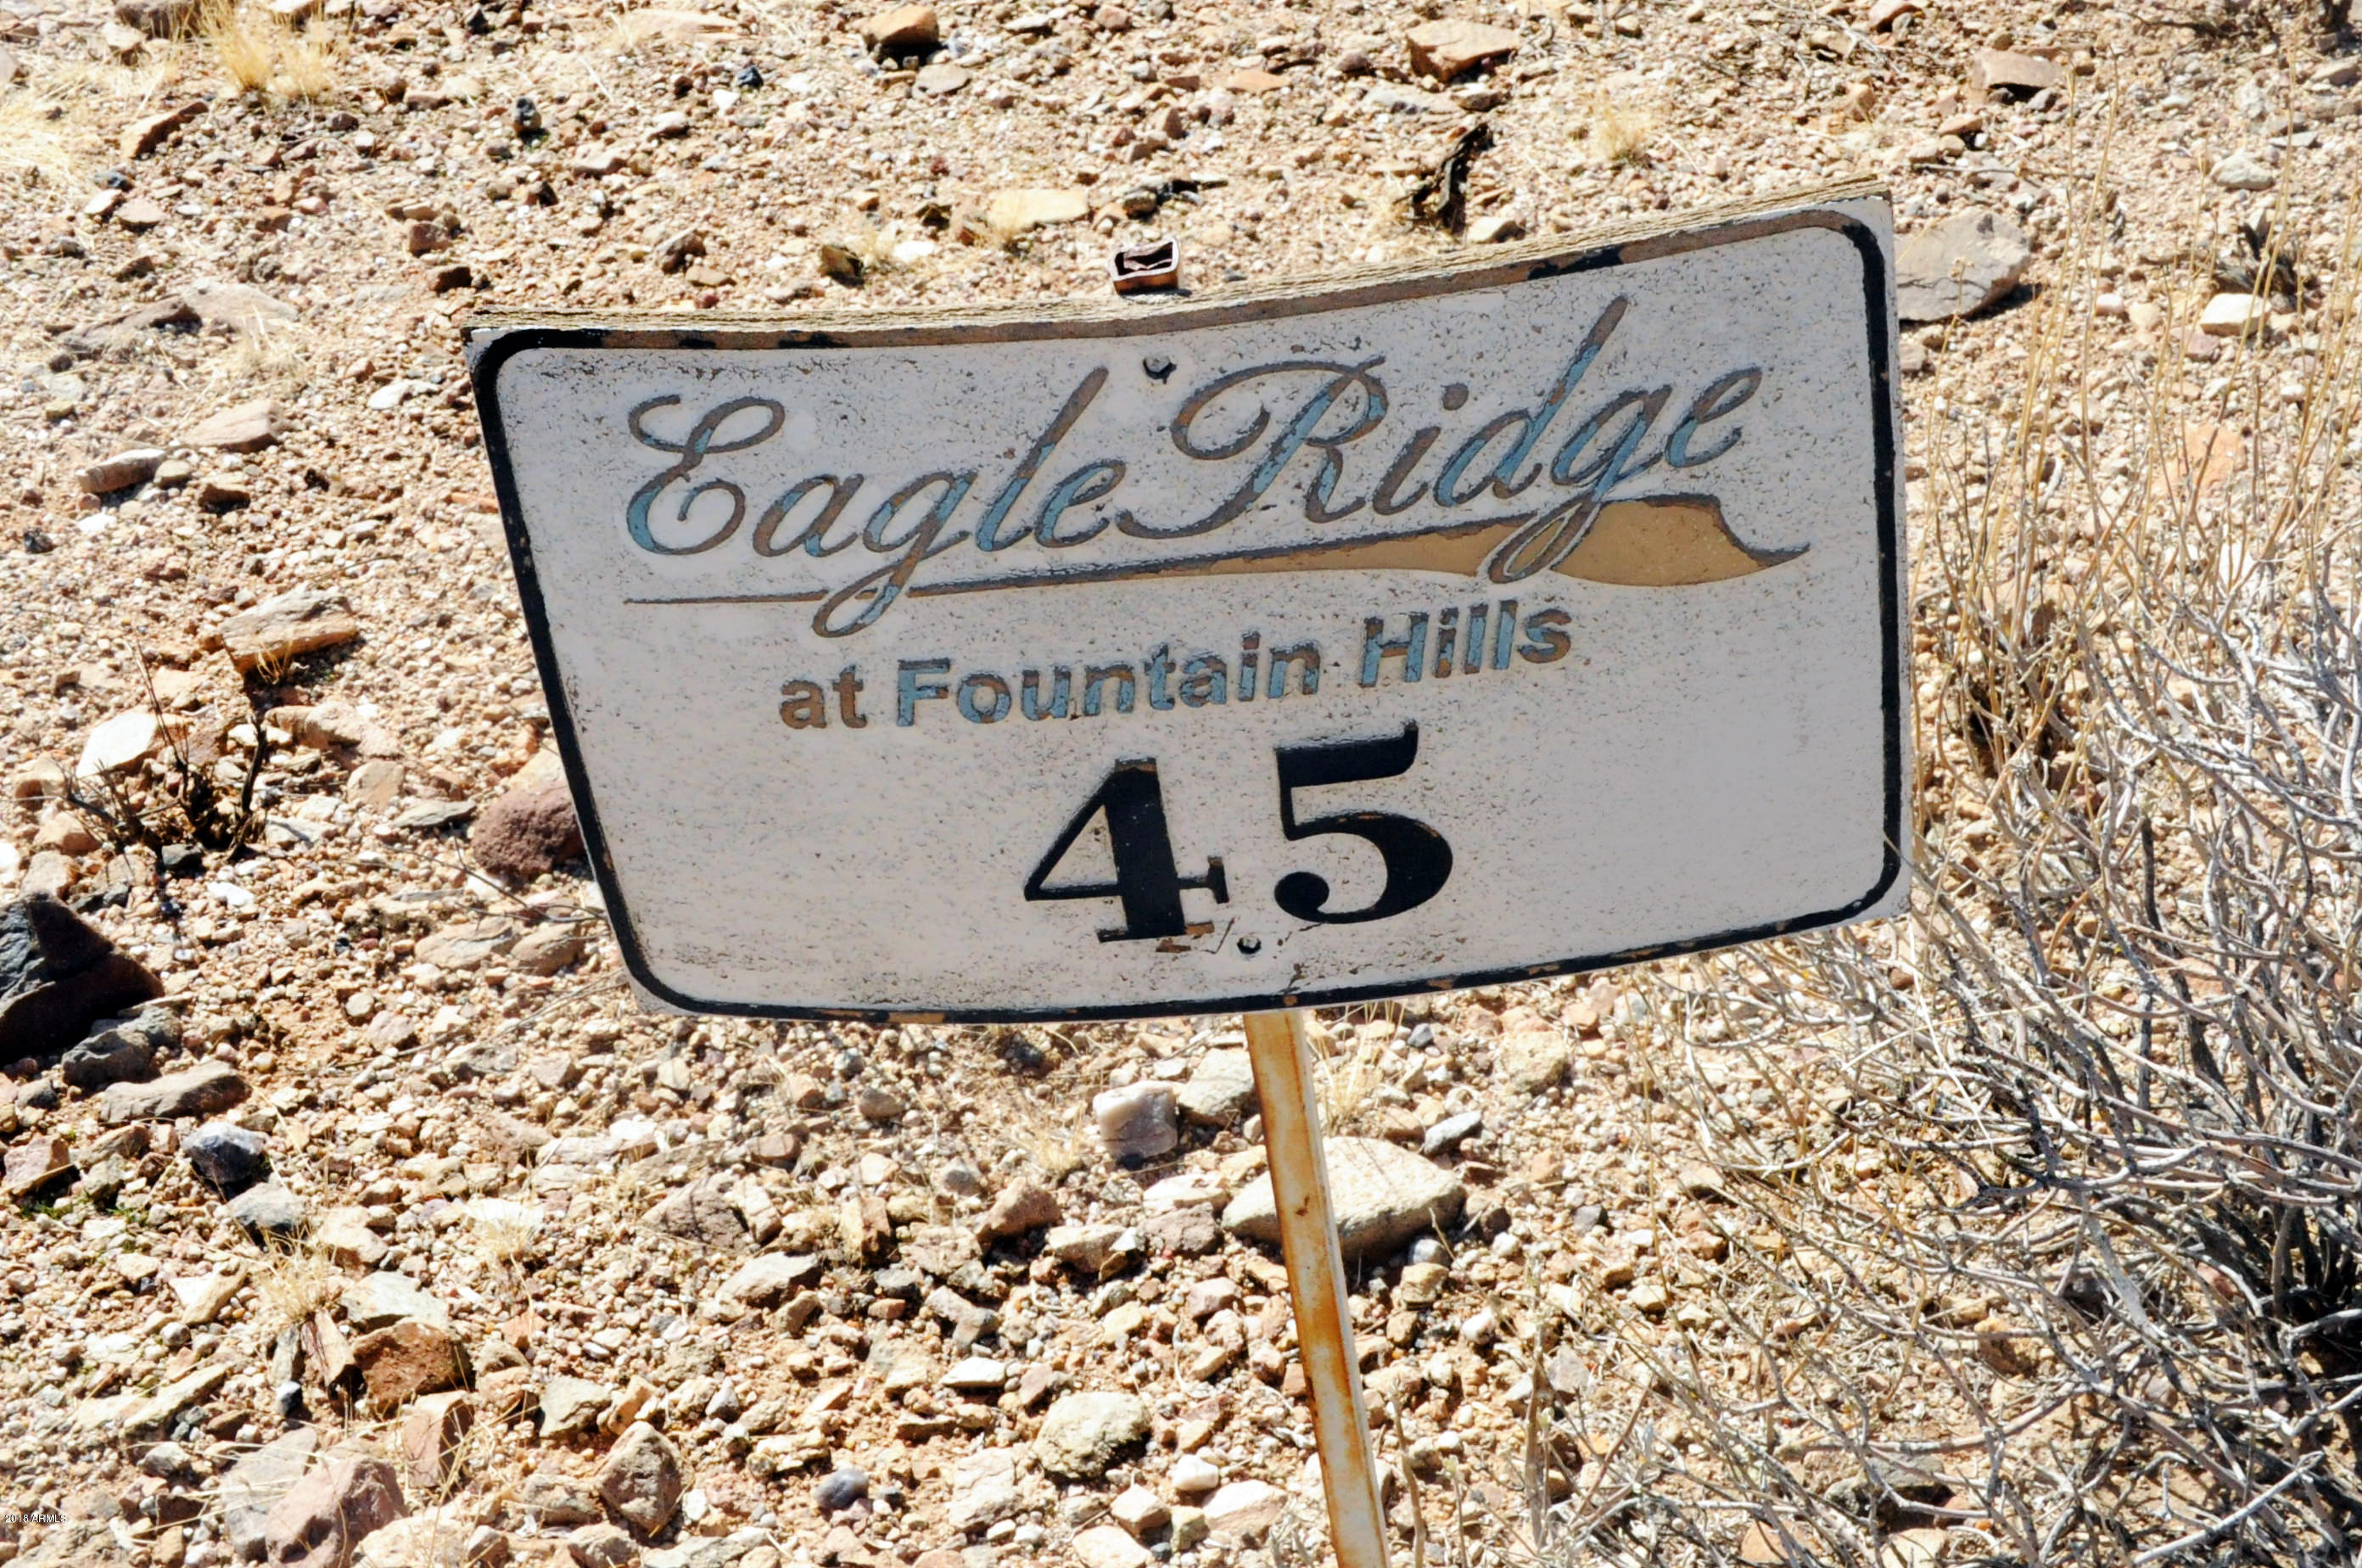 Eagle Ridge
at Fountain Hills
45
2018 ARMLS